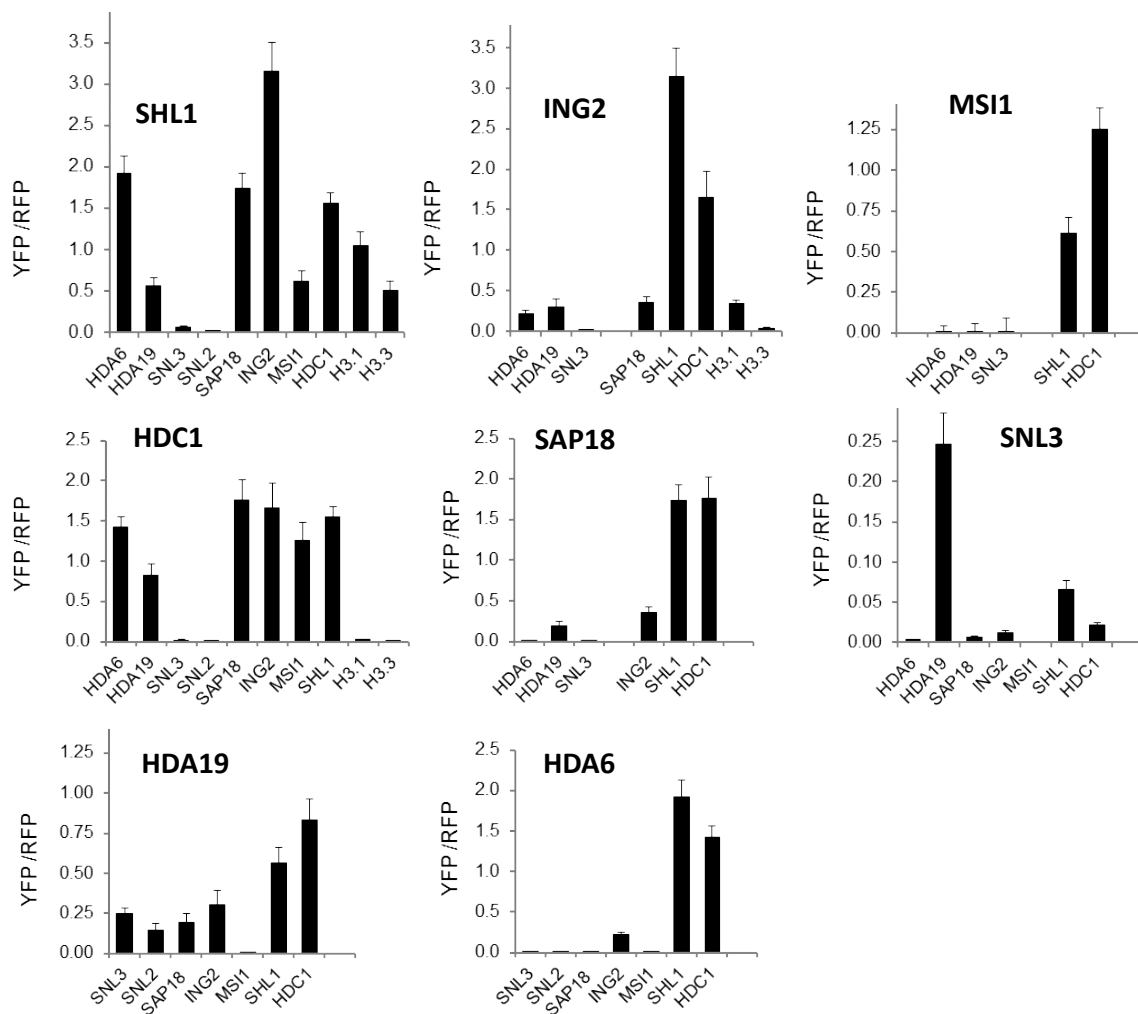 SHL1
YFP /RFP
3.5
3.0
2.5
2.0
1.5
1.0
0.5
0.0
HDA6 HDA19 SNL3 SNL2 SAP18 ING2 MSI1 HDC1 H3.1 H3.3
ING2
YFP /RFP
3.5
3.0
2.5
2.0
1.5
1.0
0.5
0.0
HDA6 HDA19 SNL3 SAP18 SHL1 HDC1 H3.1 H3.3
MSI1
YFP /RFP
1.25
1.00
0.75
0.50
0.25
0.00
HDA6 HDA19 SNL3 SHL1 HDC1
HDC1
YFP /RFP
2.5
2.0
1.5
1.0
0.5
0.0
HDA6 HDA19 SNL3 SNL2 SAP18 ING2 MSI1 SHL1 H3.1 H3.3
SAP18
YFP /RFP
2.5
2.0
1.5
1.0
0.5
0.0
HDA6 HDA19 SNL3 ING2 SHL1 HDC1
SNL3
YFP /RFP
0.25
0.20
0.15
0.10
0.05
0.00
HDA6 HDA19 SAP18 ING2 MSI1 SHL1 HDC1
HDA19
YFP /RFP
1.25
1.00
0.75
0.50
0.25
0.00
SNL3 SNL2 SAP18 ING2 MSI1 SHL1 HDC1
HDA6
YFP /RFP
2.5
2.0
1.5
1.0
0.5
0.0
SNL3 SNL2 SAP18 ING2 MSI1 SHL1 HDC1